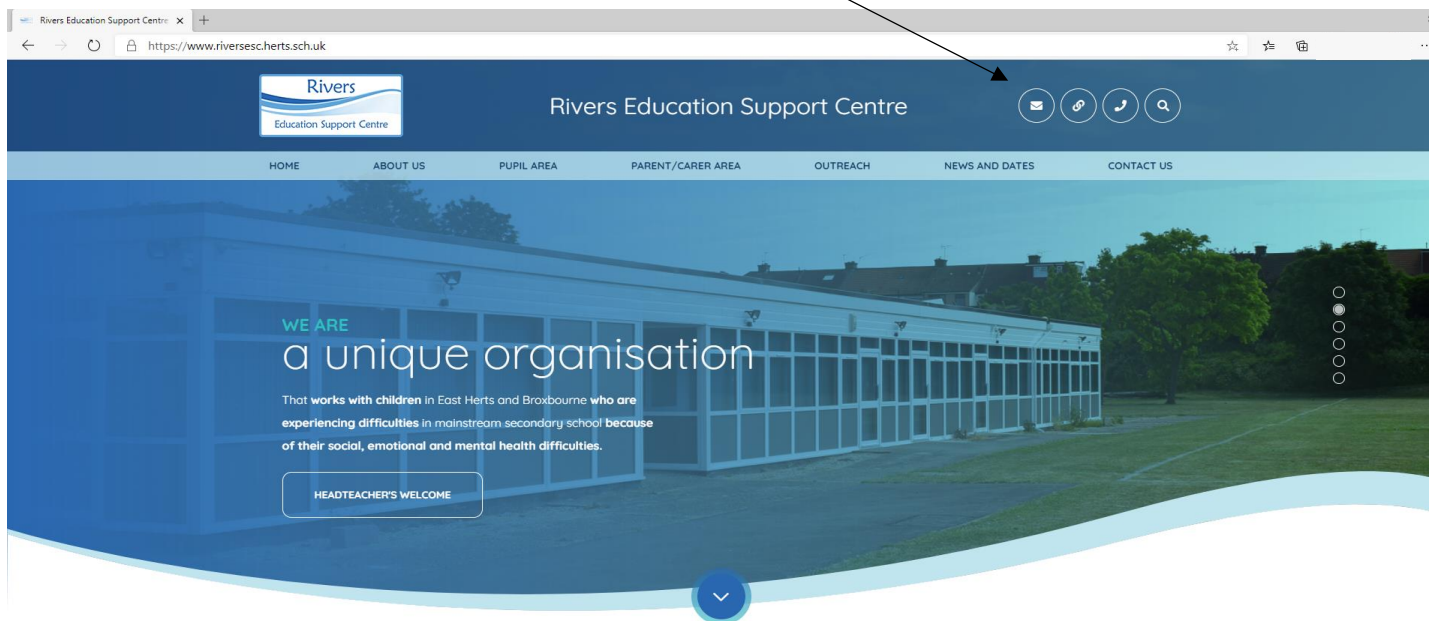 Rivers Education Support Centre
https://www.riversesc.herts.sch.uk
Rivers
Education Support Centre
Rivers Education Support Centre
HOME ABOUT US PUPIL AREA PARENT/CARER AREA OUTREACH NEWS AND DATES CONTACT US
WE ARE
a unique organisation
That works with children in East Herts and Broxbourne who are
experiencing difficulties in mainstream secondary school because
of their social, emotional and mental health difficulties.
HEADTEACHER'S WELCOME